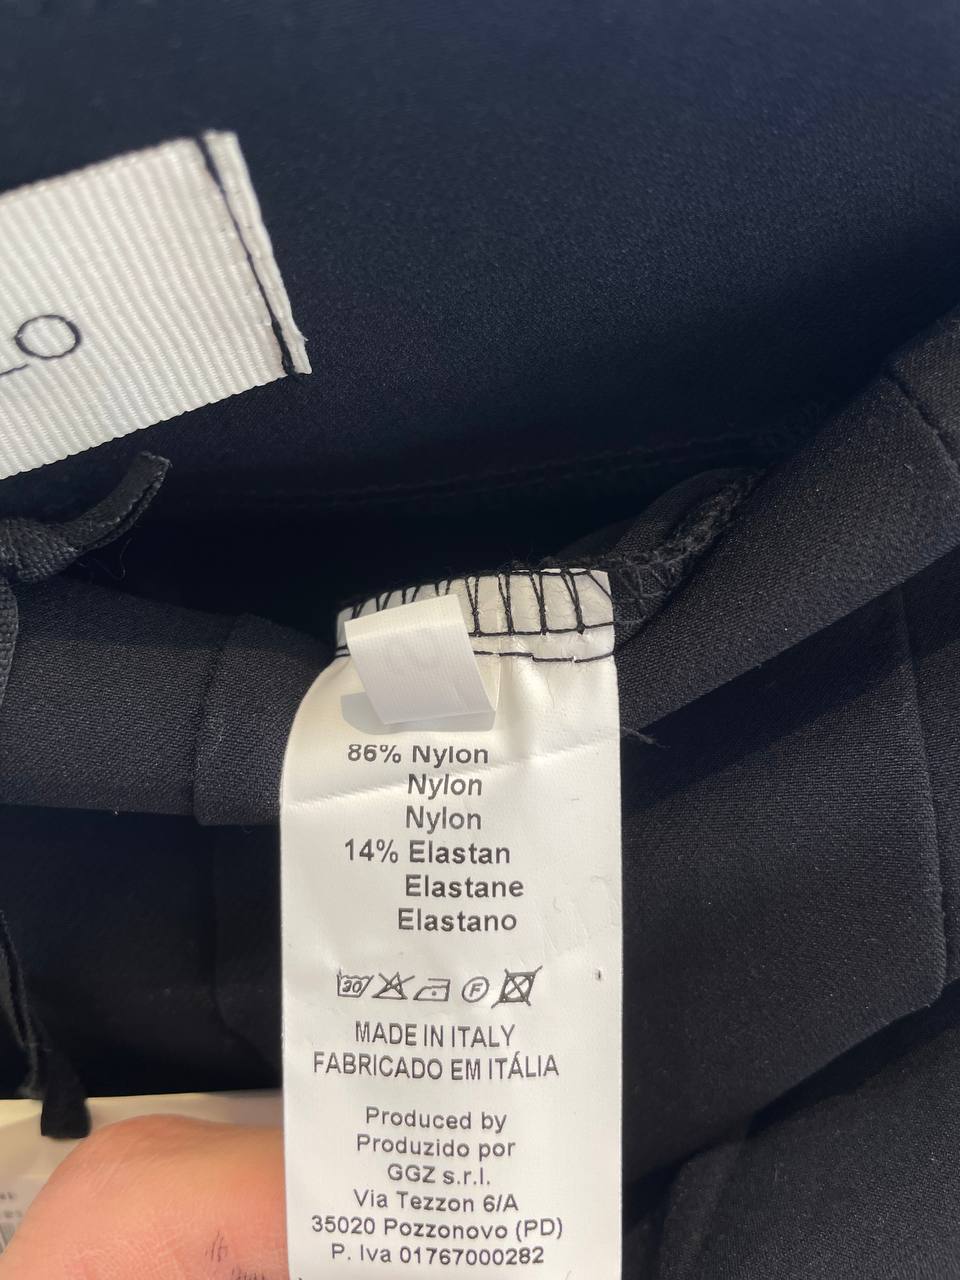 LO
86% Nylon
Nylon
Nylon
14% Elastan
Elastane
Elastano
30 F
MADE IN ITALY
FABRICADO EM ITÁLIA
Produced by
Produzido por
GGZ s.r.l.
Via Tezzon 6/A
35020 Pozzonovo (PD)
P. Iva 01767000282